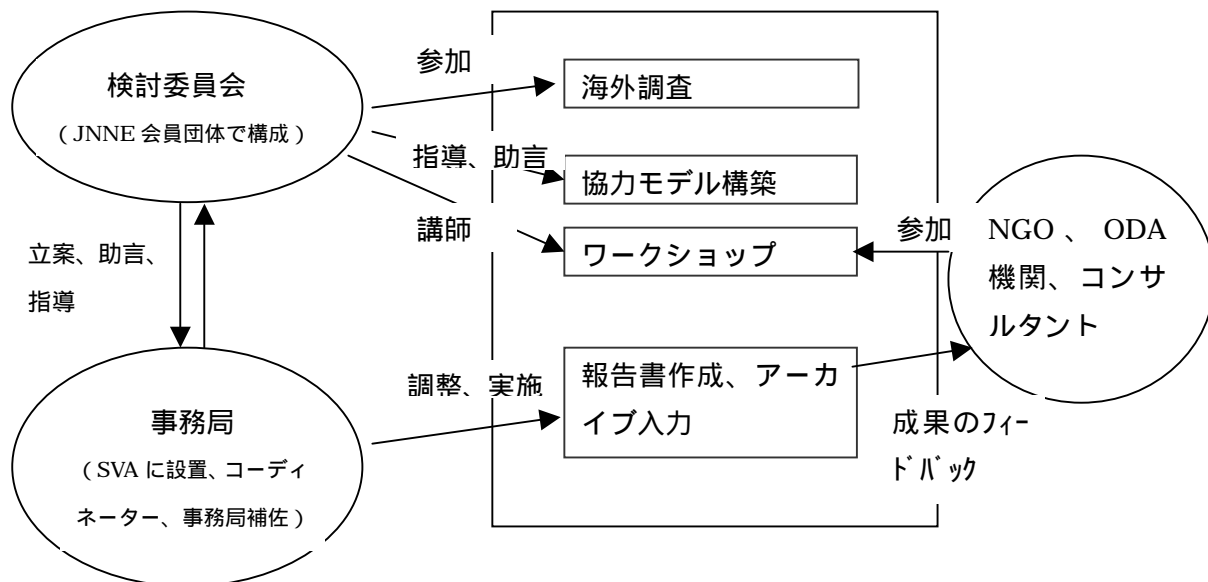 検討委員会
（JNNE 会員団体で構成）
参加
海外調査
指導、助言
協力モデル構築
講師
ワークショップ
参加
NGO 、 ODA
機関、コンサ
ルタント
立案、助言、
指導
事務局
（SVA に設置、コーディ
ネーター、事務局補佐）
調整、実施
報告書作成、アーカ
イブ入力
成果のﾌｨｰ
ﾄﾞﾊﾞｯｸ